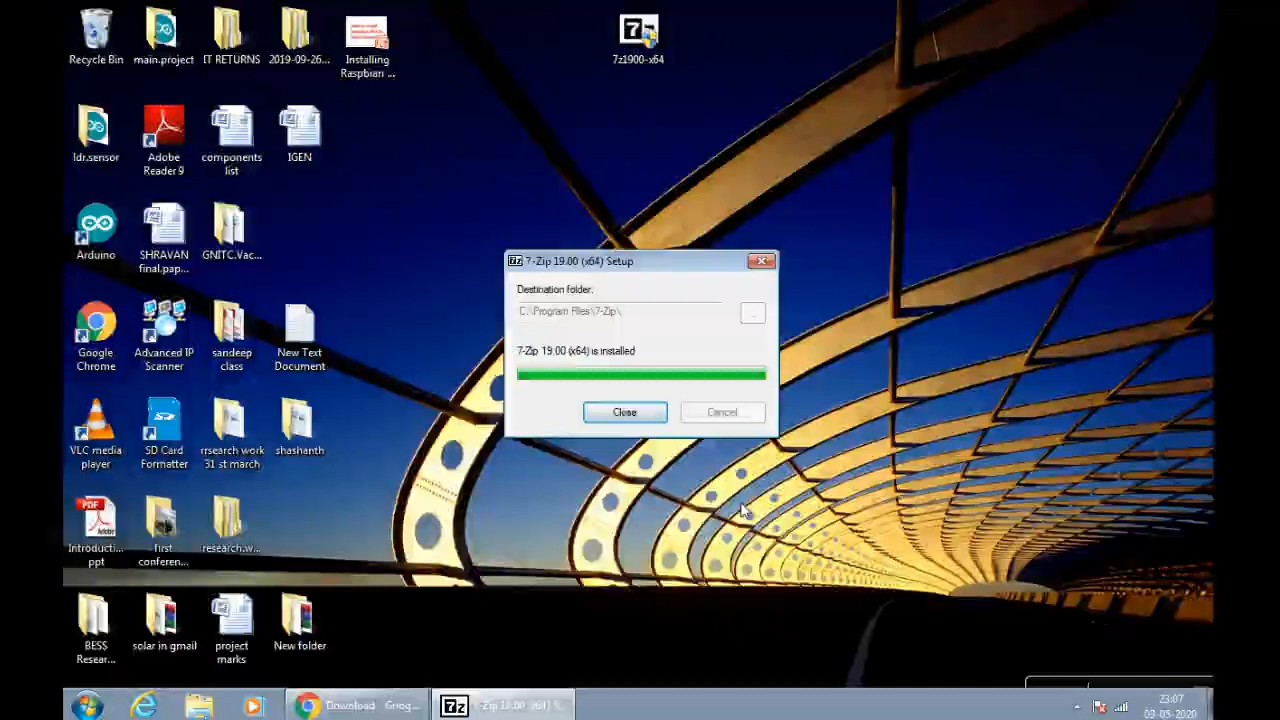 Recycle Bin
main.project
IT RETURNS
2019-09-26...
Installing
Raspbian ...
7z1900-x64
ldr.sensor
Adobe
Reader 9
components
list
IGEN
Arduino
SHRAVAN
final.pap...
GNITC.Vac...
7-Zip 19.00 (x64) Setup
Destination folder:
C:\Program Files\7-Zip\
...
7-Zip 19.00 (x64) is installed
Close
Cancel
Google
Chrome
Advanced IP
Scanner
sandeep
class
New Text
Document
VLC media
player
SD Card
Formatter
rrsearch work
31 st march
shashanth
PDF
Adobe
Introducti...
ppt
first
conferen...
research.w...
BESS
Resear...
solar in gmail
project
marks
New folder
Download
7-Zip 19.00 (x64) S...
23:07